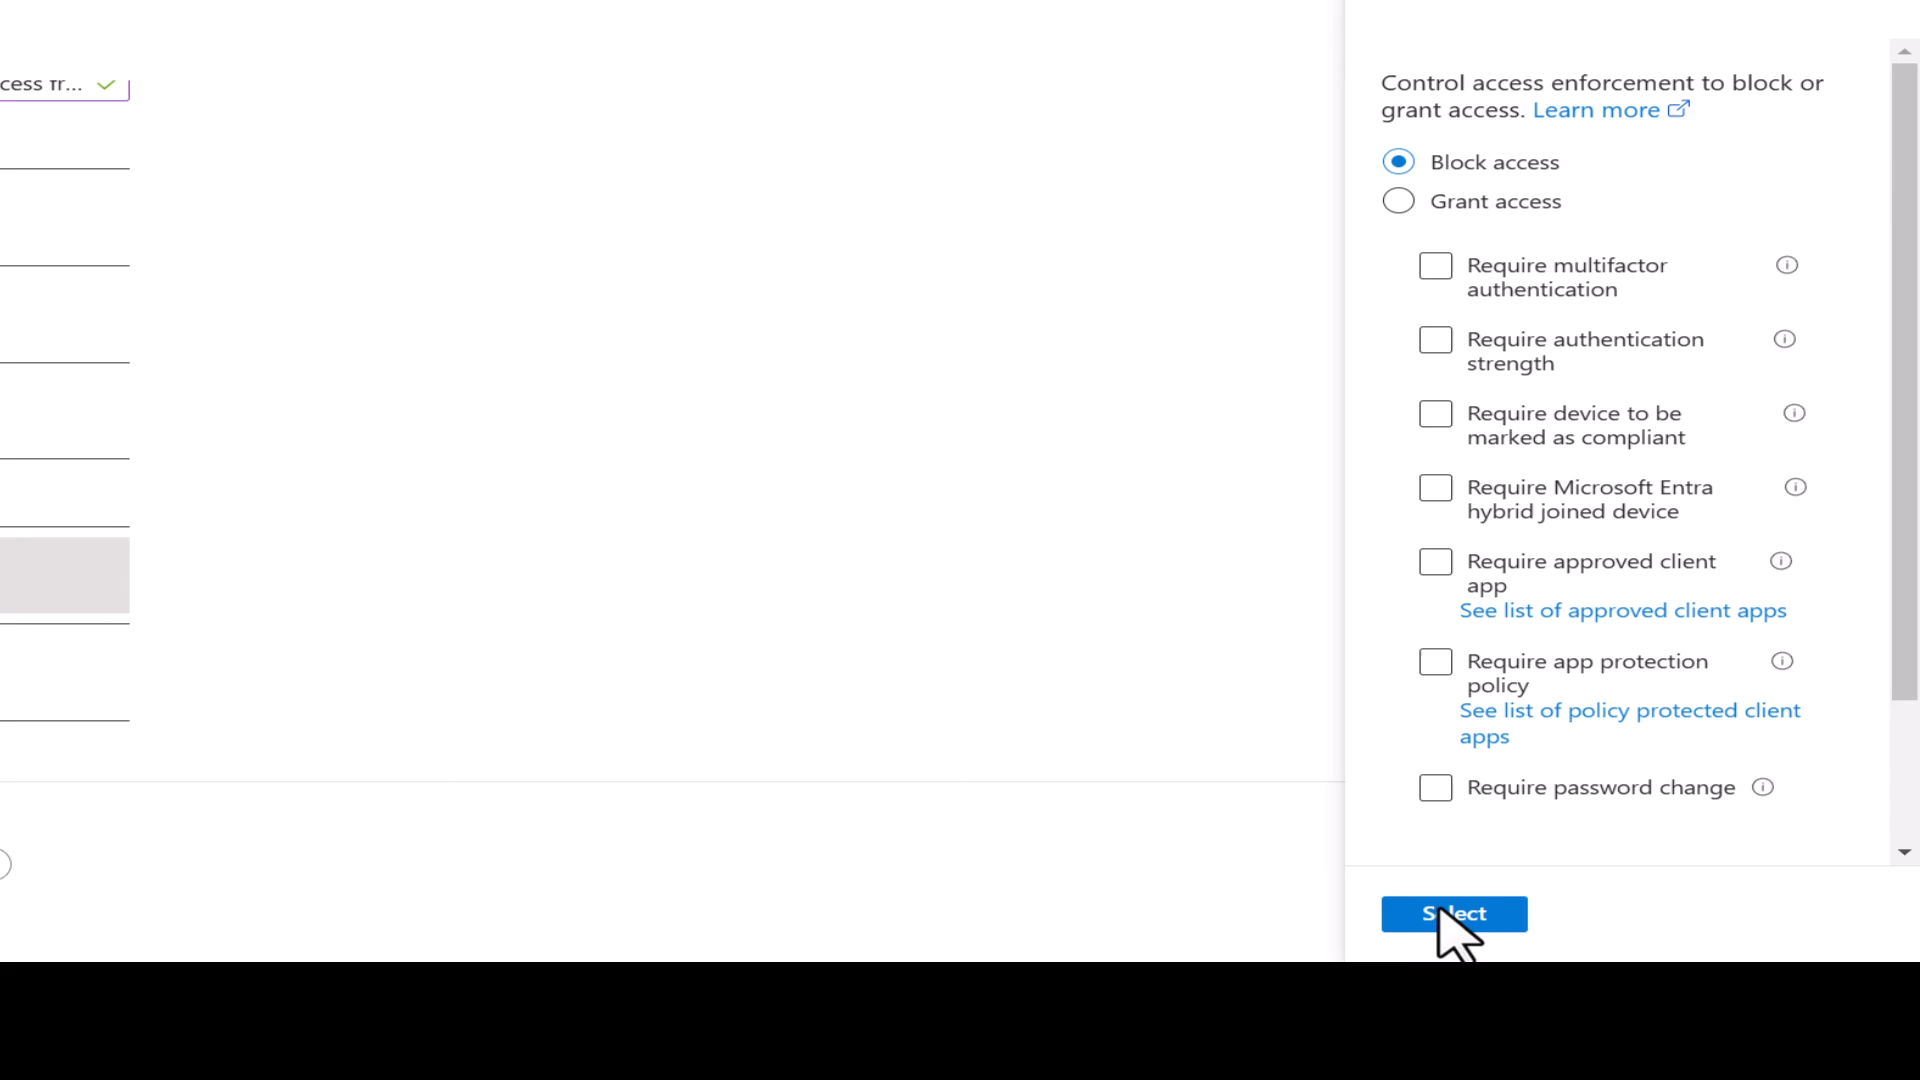 cess fr...
Control access enforcement to block or
grant access. Learn more
Block access
Grant access
Require multifactor
authentication
Require authentication
strength
Require device to be
marked as compliant
Require Microsoft Entra
hybrid joined device
Require approved client
app
See list of approved client apps
Require app protection
policy
See list of policy protected client
apps
Require password change
Select